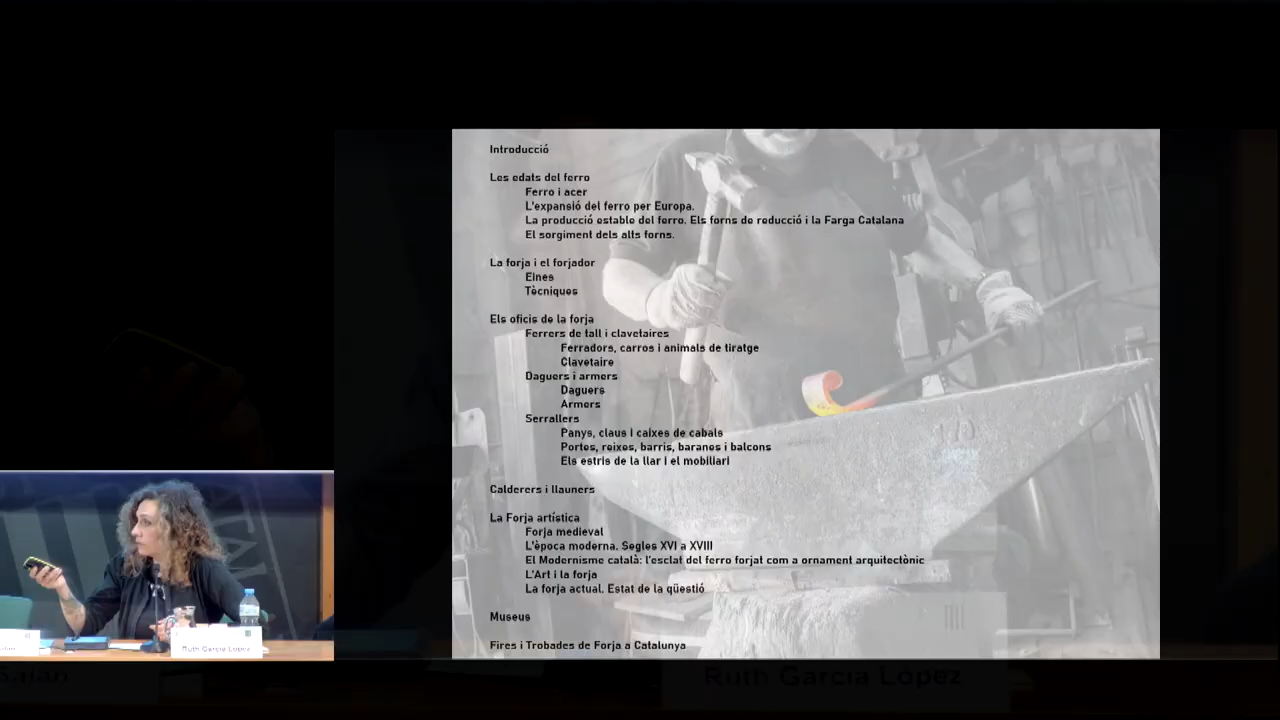 Introducció
Les edats del ferro
Ferro i acer
L'expansió del ferro per Europa.
La producció estable del ferro. Els forns de reducció i la Farga Catalana
El sorgiment dels alts forns.
La forja i el forjador
Eines
Tècniques
Els oficis de la forja
Ferrers de tall i clavetaires
Ferradors, carros i animals de tiratge
Clavetaire
Daguers i armers
Daguers
Armers
Serrallers
Panys, claus i caixes de cabals
Portes, reixes, barris, baranes i balcons
Els estris de la llar i el mobiliari
Calderers i llauners
La Forja artística
Forja medieval
L'època moderna. Segles XVI a XVIII
El Modernisme català: l'esclat del ferro forjat com a ornament arquitectònic
L'Art i la forja
La forja actual. Estat de la qüestió
Museus
Fires i Trobades de Forja a Catalunya
170
Ruth García López
Ruth García López